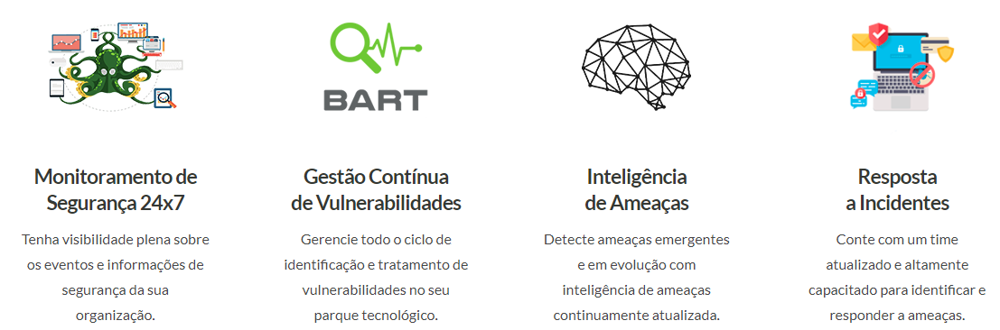 BART
Monitoramento de
Segurança 24x7
Tenha visibilidade plena sobre
os eventos e informações de
segurança da sua
organização.
Gestão Contínua
de Vulnerabilidades
Gerencie todo o ciclo de
identificação e tratamento de
vulnerabilidades no seu
parque tecnológico.
Inteligência
de Ameaças
Detecte ameaças emergentes
e em evolução com
inteligência de ameaças
continuamente atualizada.
Resposta
a Incidentes
Conte com um time
atualizado e altamente
capacitado para identificar e
responder a ameaças.